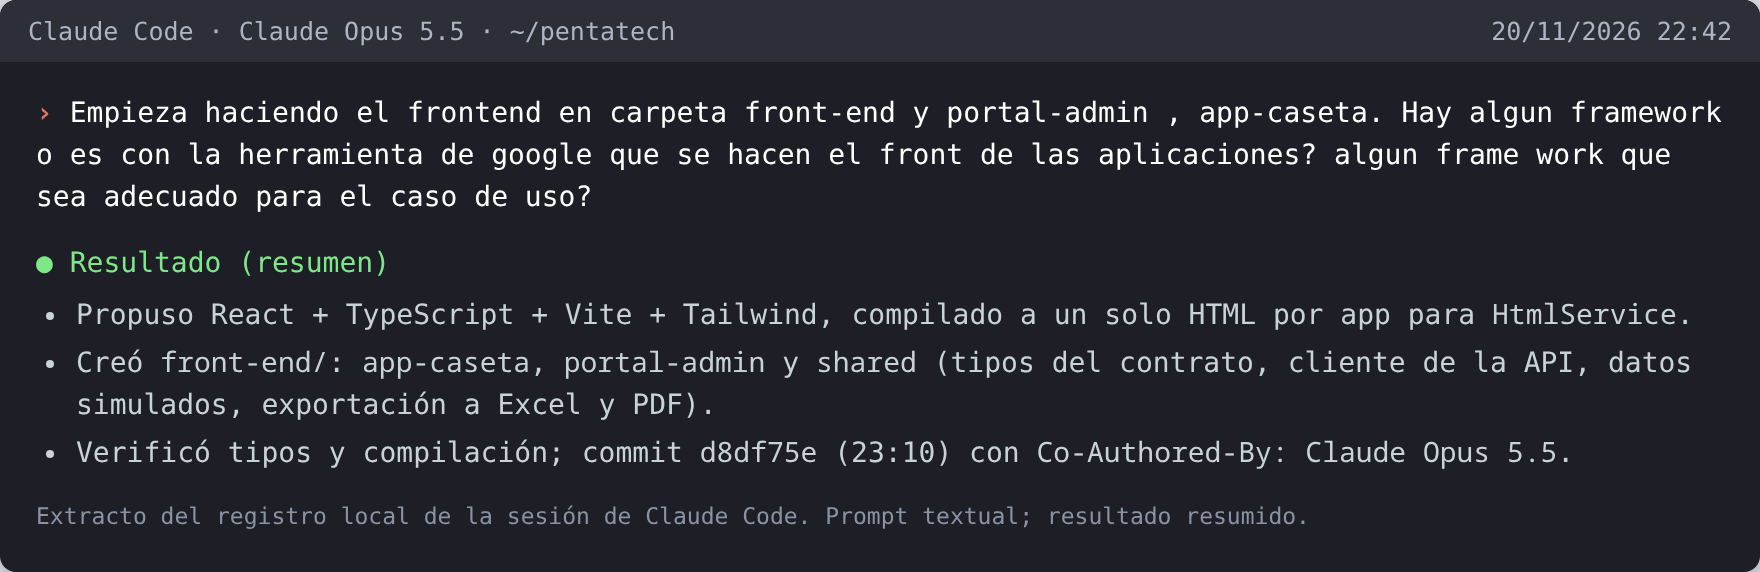 Claude Code · Claude Opus 5.5 · ~/pentatech
20/11/2026 22:42
› Empieza haciendo el frontend en carpeta front-end y portal-admin , app-caseta. Hay algun framework
o es con la herramienta de google que se hacen el front de las aplicaciones? algun frame work que
sea adecuado para el caso de uso?
● Resultado (resumen)
• Propuso React + TypeScript + Vite + Tailwind, compilado a un solo HTML por app para HtmlService.
• Creó front-end/: app-caseta, portal-admin y shared (tipos del contrato, cliente de la API, datos
simulados, exportación a Excel y PDF).
• Verificó tipos y compilación; commit d8df75e (23:10) con Co-Authored-By: Claude Opus 5.5.
Extracto del registro local de la sesión de Claude Code. Prompt textual; resultado resumido.